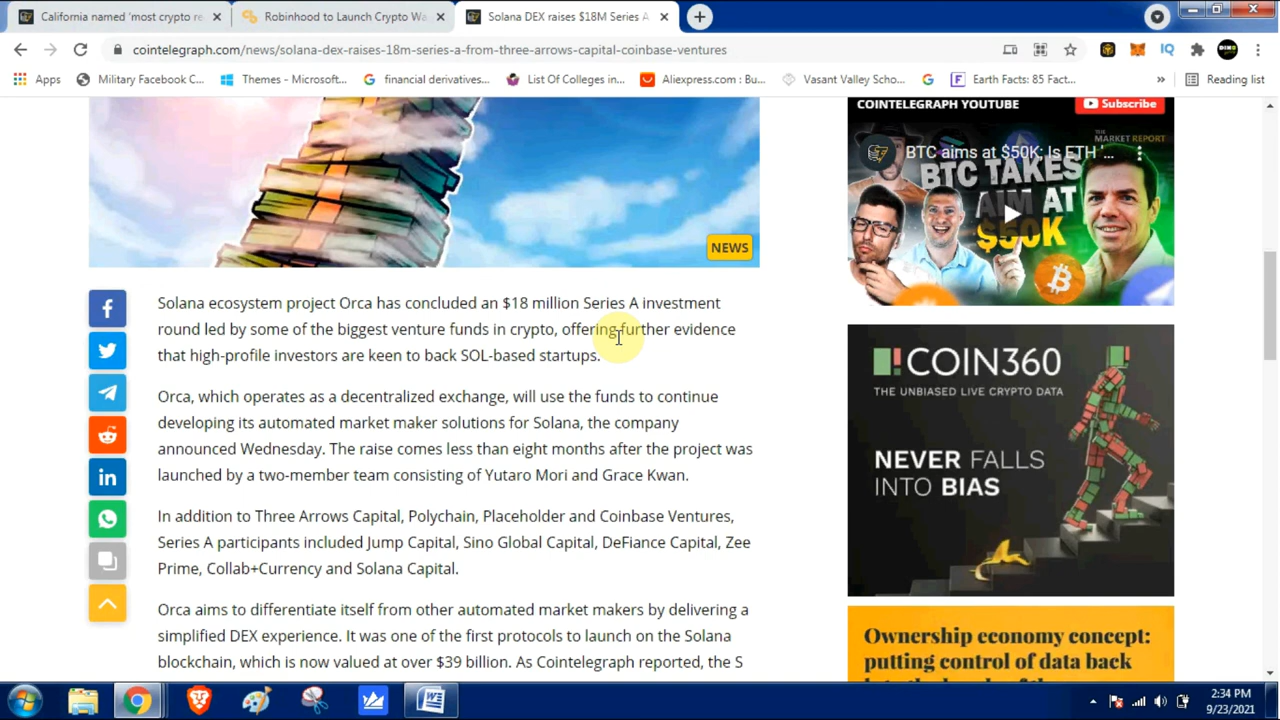 California named 'most crypto re
Robinhood to Launch Crypto Wa
Solana DEX raises $18M Series A
cointelegraph.com/news/solana-dex-raises-18m-series-a-from-three-arrows-capital-coinbase-ventures
IQ
Apps
Military Facebook C...
Themes - Microsoft...
financial derivatives...
List Of Colleges in...
Aliexpress.com : Bu...
Vasant Valley Scho...
Earth Facts: 85 Fact...
»
Reading list
NEWS
Solana ecosystem project Orca has concluded an $18 million Series A investment
round led by some of the biggest venture funds in crypto, offering further evidence
that high-profile investors are keen to back SOL-based startups.
Orca, which operates as a decentralized exchange, will use the funds to continue
developing its automated market maker solutions for Solana, the company
announced Wednesday. The raise comes less than eight months after the project was
launched by a two-member team consisting of Yutaro Mori and Grace Kwan.
In addition to Three Arrows Capital, Polychain, Placeholder and Coinbase Ventures,
Series A participants included Jump Capital, Sino Global Capital, DeFiance Capital, Zee
Prime, Collab+Currency and Solana Capital.
Orca aims to differentiate itself from other automated market makers by delivering a
simplified DEX experience. It was one of the first protocols to launch on the Solana
blockchain, which is now valued at over $39 billion. As Cointelegraph reported, the S
COINTELEGRAPH YOUTUBE
Subscribe
THE
MARKET REPORT
BTC aims at $50K; Is ETH '...
BTC TAKES
AIM AT
$50K
COIN360
THE UNBIASED LIVE CRYPTO DATA
NEVER FALLS
INTO BIAS
Ownership economy concept:
putting control of data back
2:34 PM
9/23/2021